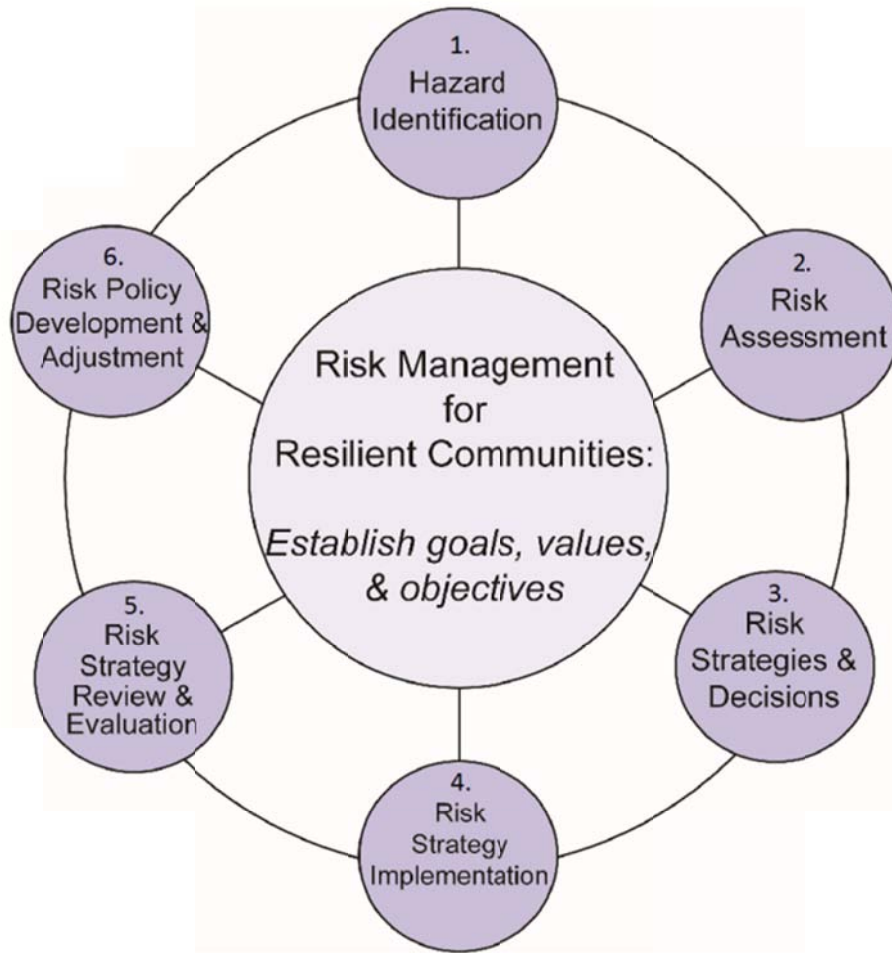 1.
Hazard
Identification
2.
Risk
Assessment
3.
Risk
Strategies &
Decisions
4.
Risk
Strategy
Implementation
5.
Risk
Strategy
Review &
Evaluation
6.
Risk Policy
Development &
Adjustment
Risk Management
for
Resilient Communities:
Establish goals, values,
& objectives